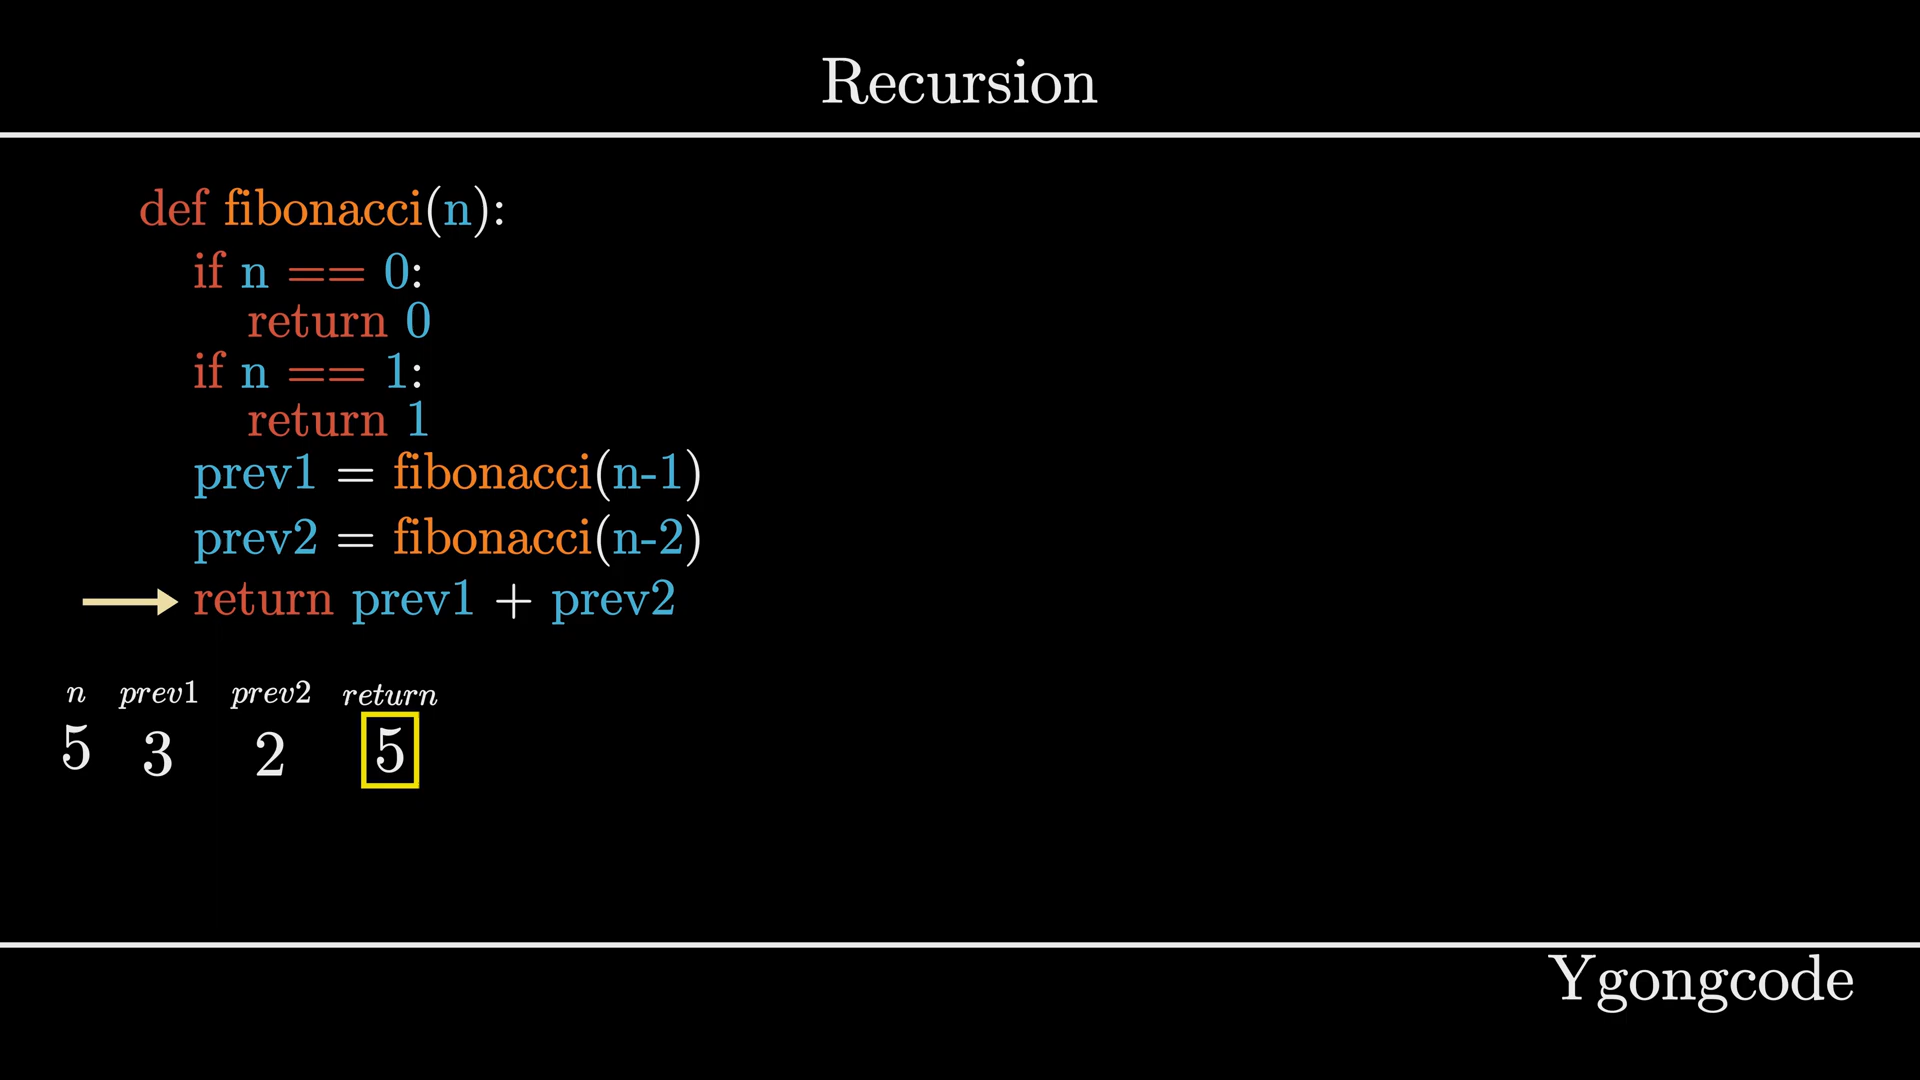 Recursion
def fibonacci(n):
if n == 0:
return 0
if n == 1:
return 1
prev1 = fibonacci(n-1)
prev2 = fibonacci(n-2)
return prev1 + prev2
n prev1 prev2 return
5 3 2 5
Ygongcode